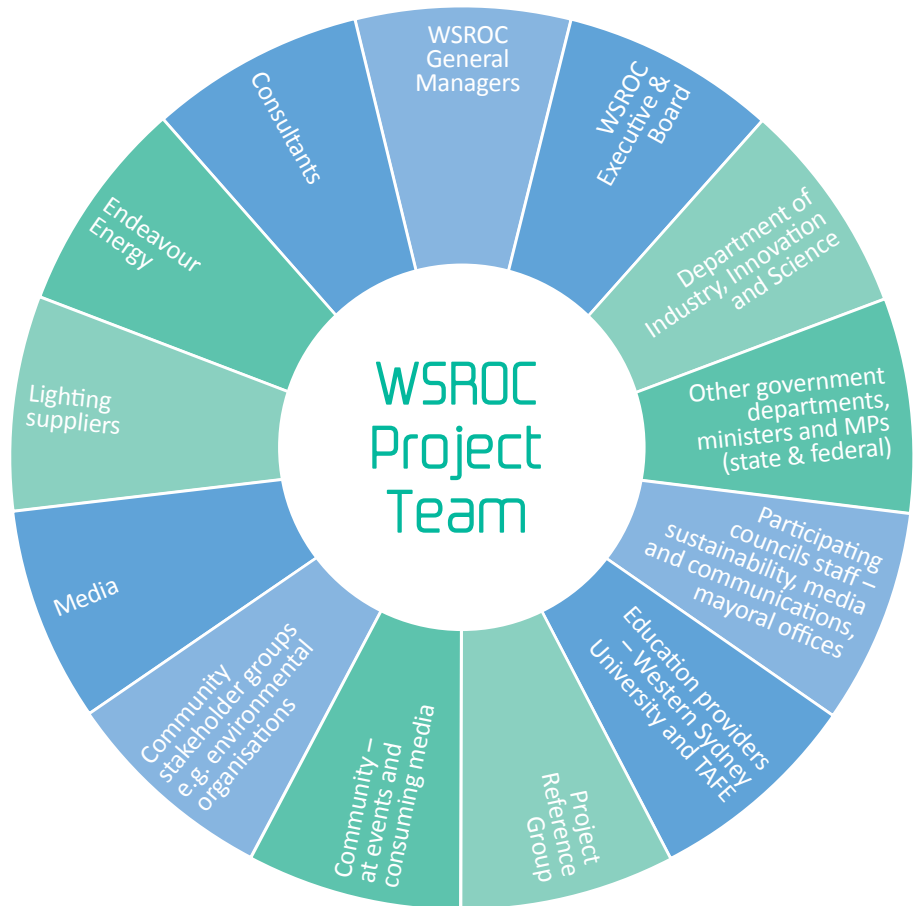 WSROC
General
Managers
WSROC
Executive &
Board
Department of
Industry, Innovation
and Science
Other government
departments,
ministers and MPs
(state & federal)
Participating
councils staff –
sustainability, media
and communications,
mayoral offices
Education providers
– Western Sydney
University and TAFE
Project
Reference
Group
Community –
at events and
consuming media
Community
stakeholder groups
e.g. environmental
organisations
Media
Lighting
suppliers
Endeavour
Energy
Consultants
WSROC
Project
Team